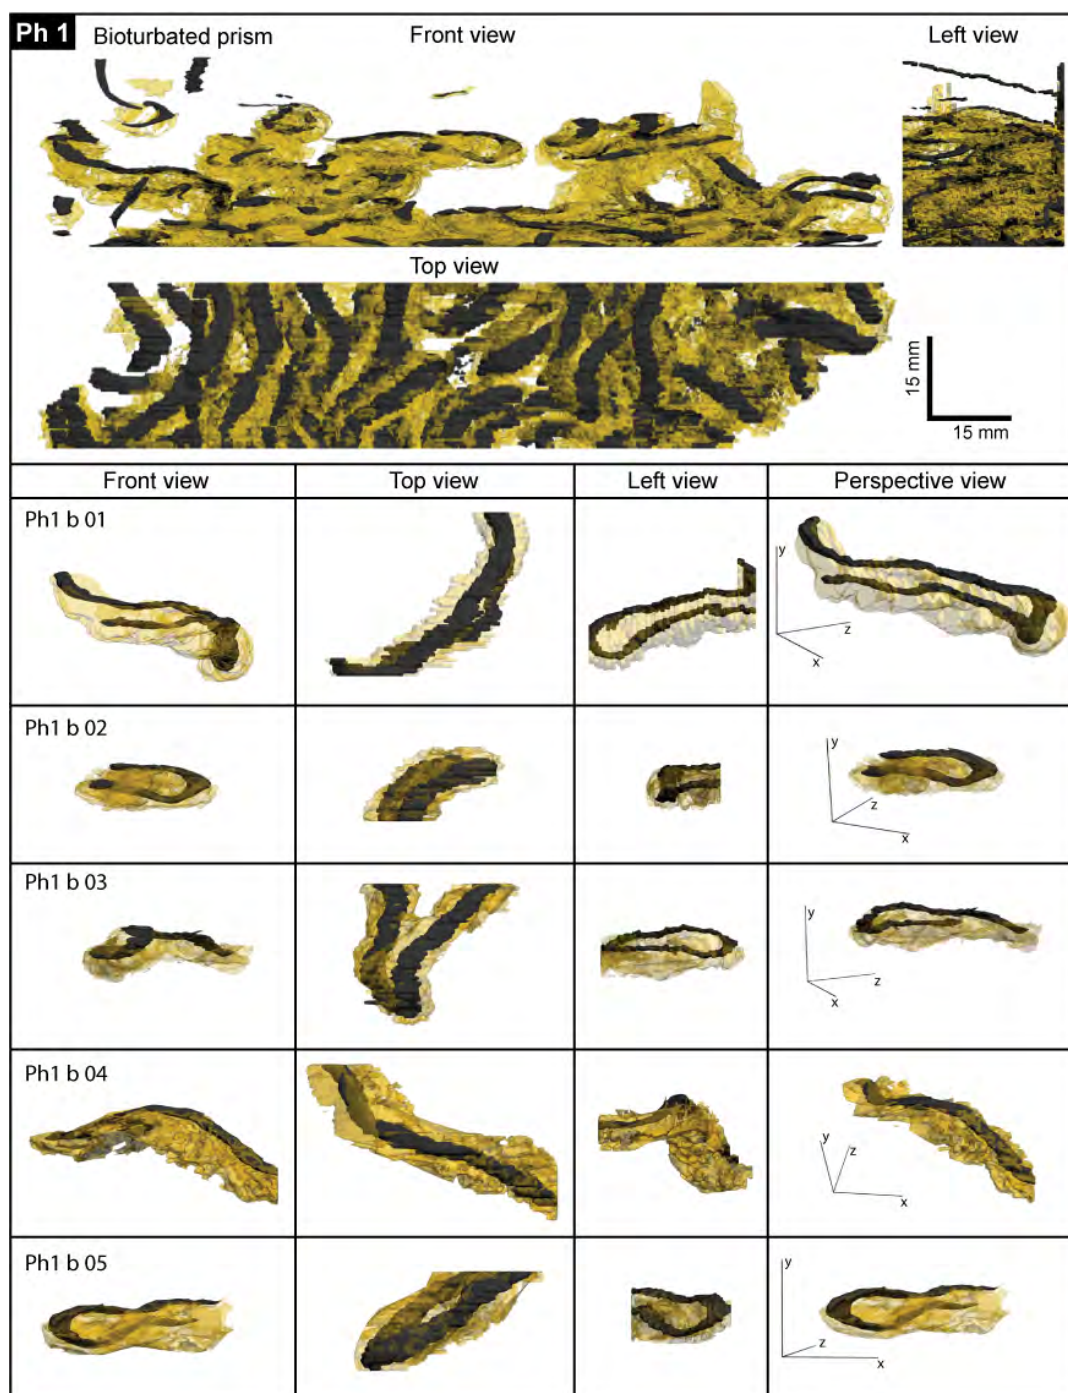 Ph 1 Bioturbated prism Front view Left view
Top view
15 mm
15 mm
Front view Top view Left view Perspective view
Ph1 b 01
y
z
x
Ph1 b 02
y
z
x
Ph1 b 03
y
z
x
Ph1 b 04
y
z
x
Ph1 b 05
y
z
x